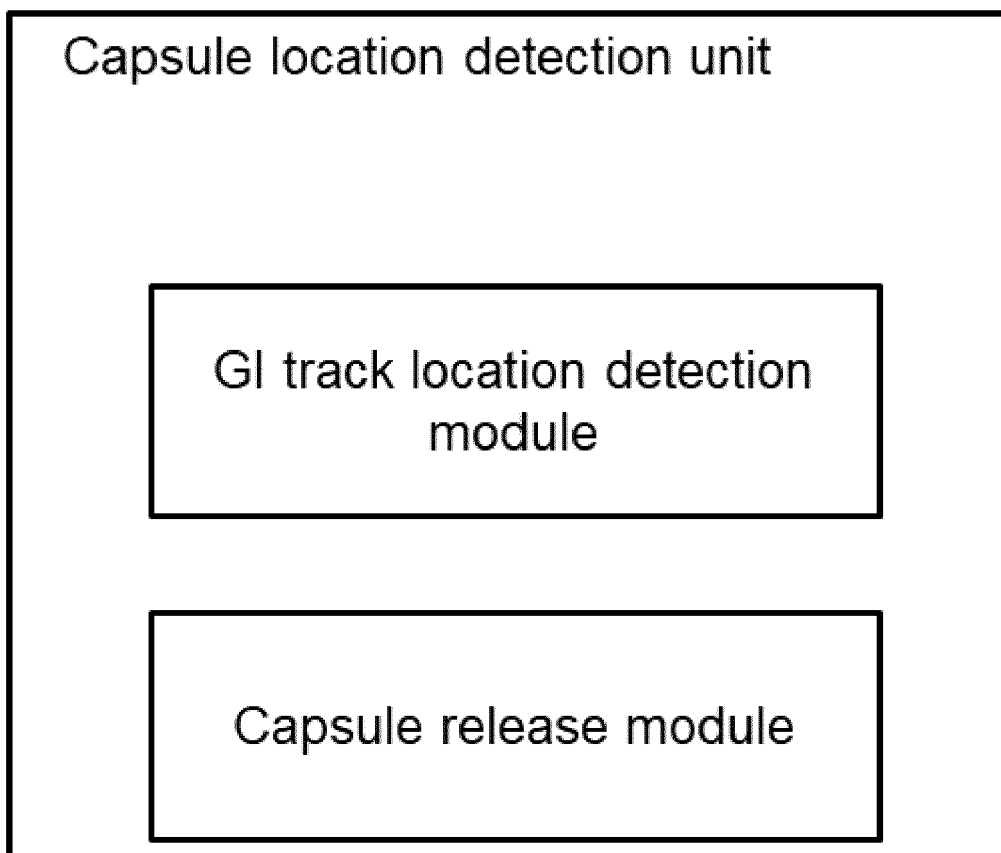 Capsule location detection unit
GI track location detection
module
Capsule release module